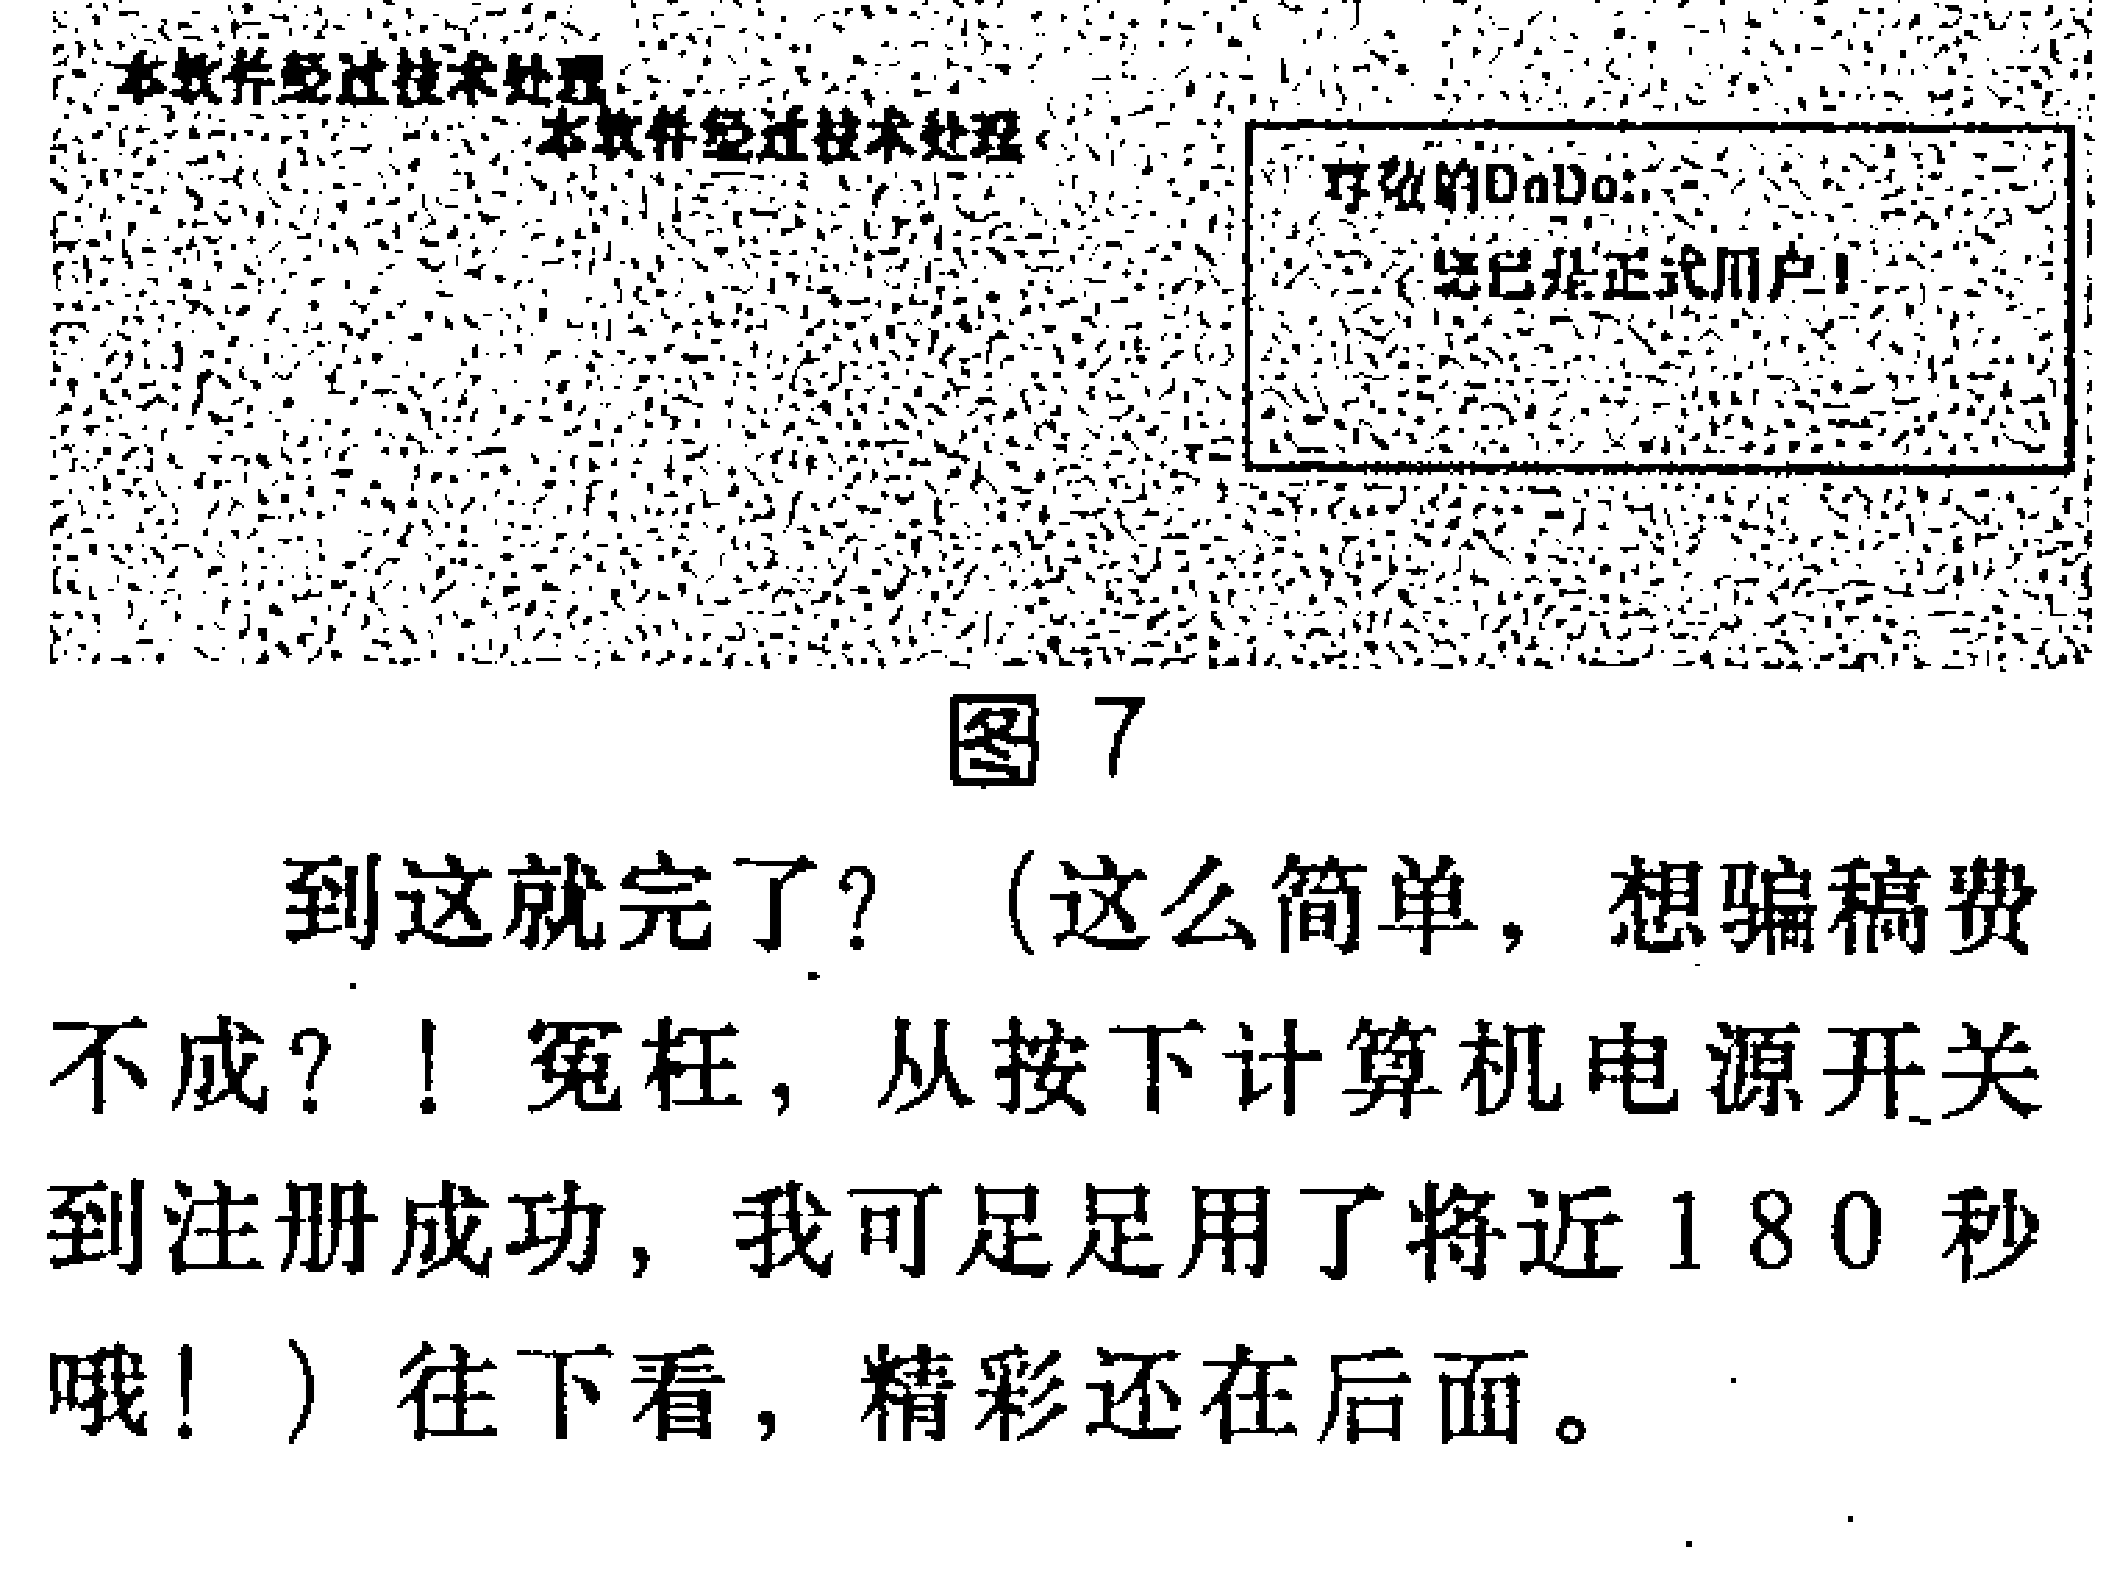 本软件经过技术处理
本软件经过技术处理
的DoDo:
您已是正式用户!
图 7
到这就完了? (这么简单, 想骗稿费
不成? ! 冤枉, 从按下计算机电源开关
到注册成功, 我可足足用了将近180 秒
哦! ) 往下看, 精彩还在后面。